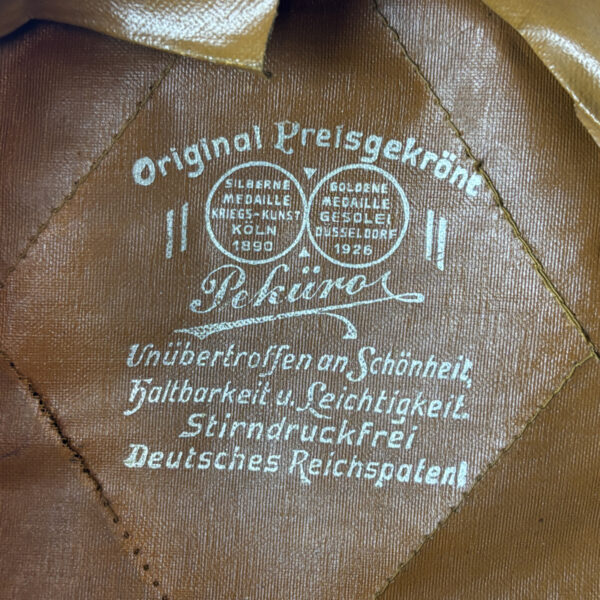 Original Preisgekrönt
SILBERNE
MEDAILLE
KRIEGS-KUNST
KÖLN
1890
GOLDENE
MEDAILLE
GESOLEI
DÜSSELDORF
1926
Peküro
Unübertroffen an Schönheit,
Haltbarkeit u. Leichtigkeit.
Stirndruckfrei
Deutsches Reichspatent